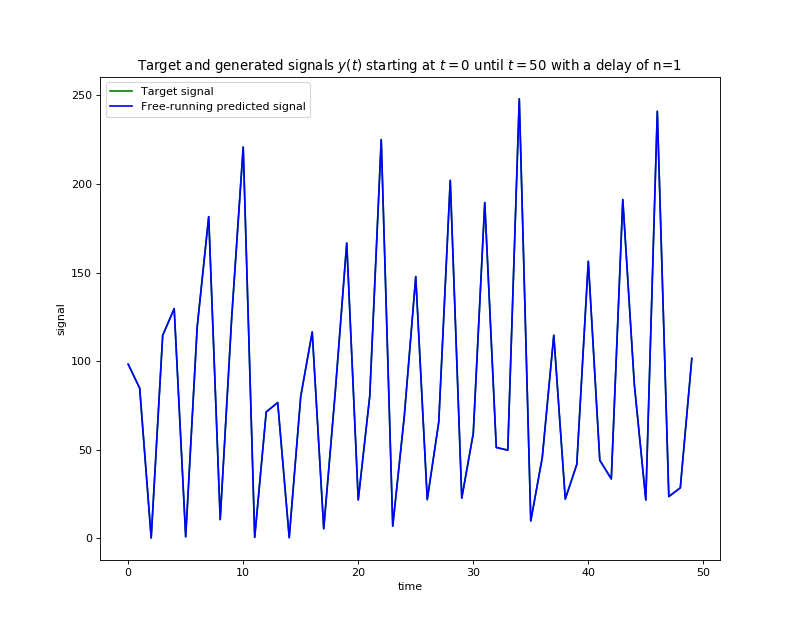 Target and generated signals y(t) starting at t = 0 until t = 50 with a delay of n=1
Target signal
Free-running predicted signal
250
200
150
100
50
0
signal
0 10 20 30 40 50
time